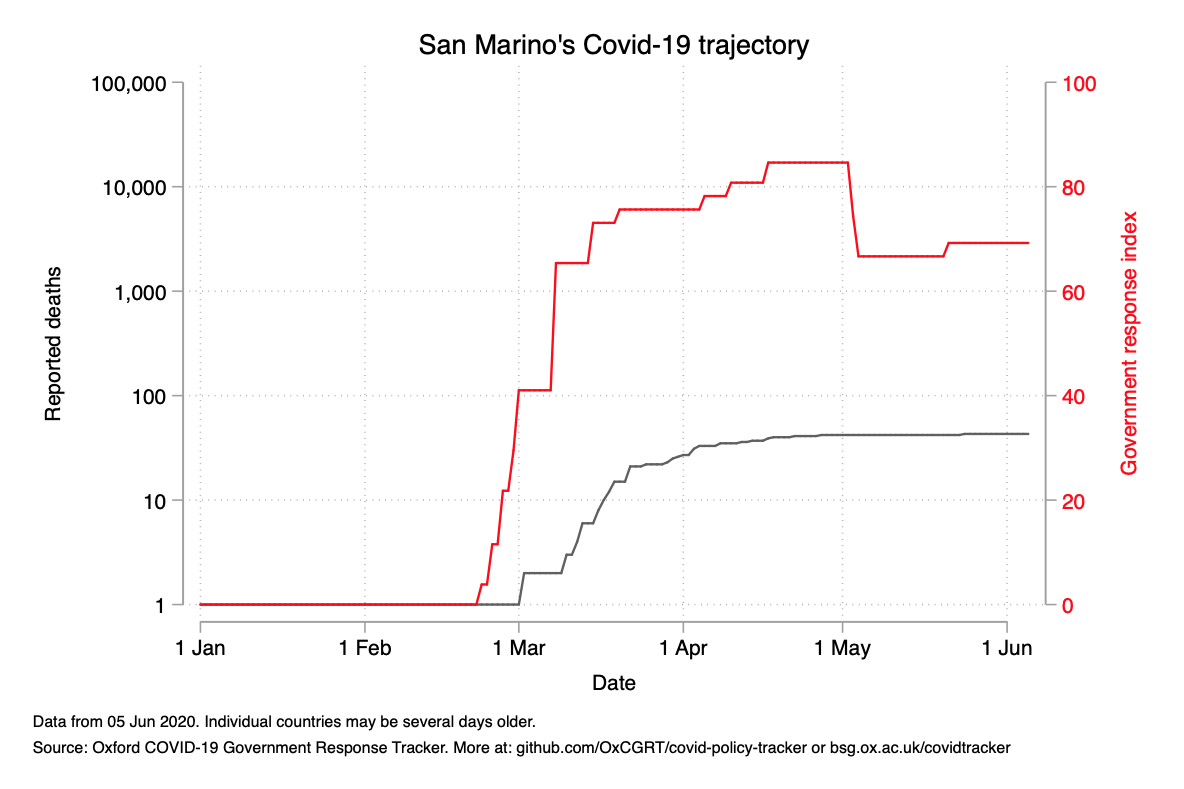 San Marino's Covid-19 trajectory
100,000
10,000
1,000
100
10
1
Reported deaths
100
80
60
40
20
0
Government response index
1 Jan
1 Feb
1 Mar
1 Apr
1 May
1 Jun
Date
Data from 05 Jun 2020. Individual countries may be several days older.
Source: Oxford COVID-19 Government Response Tracker. More at: github.com/OxCGRT/covid-policy-tracker or bsg.ox.ac.uk/covidtracker